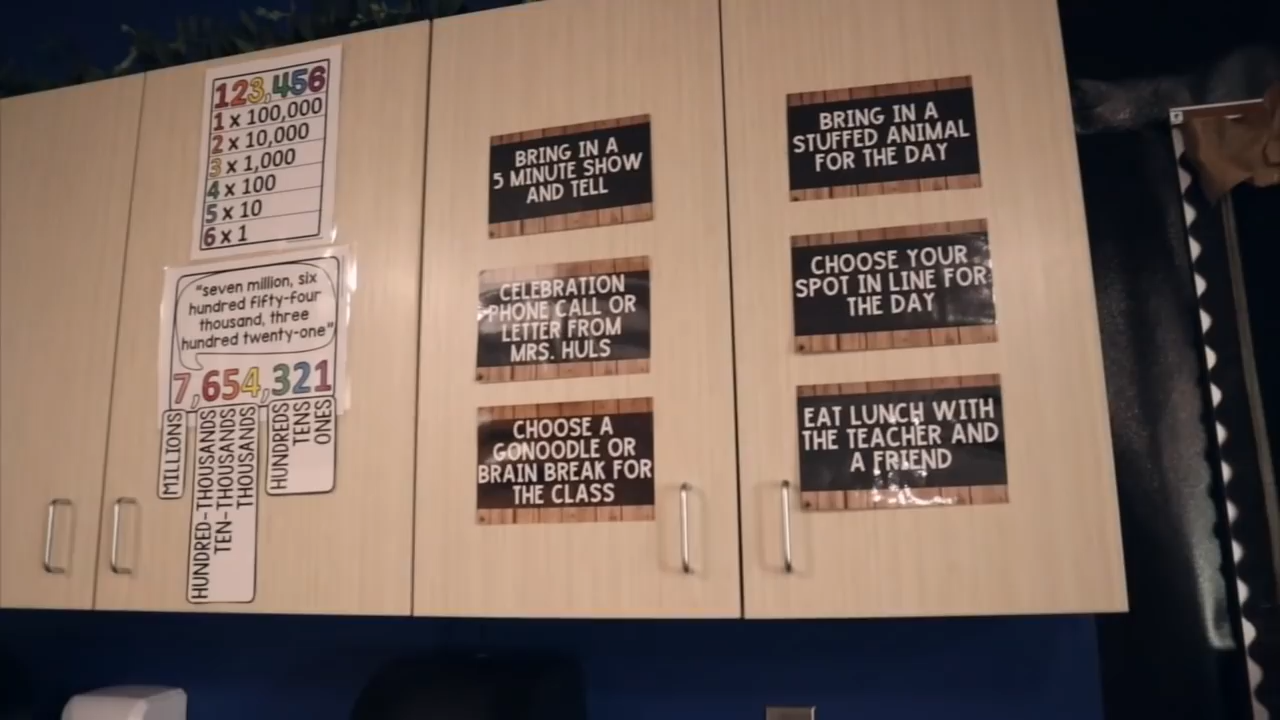 123,456
1 x 100,000
2 x 10,000
3 x 1,000
4 x 100
5 x 10
6 x 1
"seven million, six
hundred fifty-four
thousand, three
hundred twenty-one"
7,654,321
MILLIONS
HUNDRED-THOUSANDS
TEN-THOUSANDS
THOUSANDS
HUNDREDS
TENS
ONES
BRING IN A
5 MINUTE SHOW
AND TELL
CELEBRATION
PHONE CALL OR
LETTER FROM
MRS. HULS
CHOOSE A
GONOODLE OR
BRAIN BREAK FOR
THE CLASS
BRING IN A
STUFFED ANIMAL
FOR THE DAY
CHOOSE YOUR
SPOT IN LINE FOR
THE DAY
EAT LUNCH WITH
THE TEACHER AND
A FRIEND